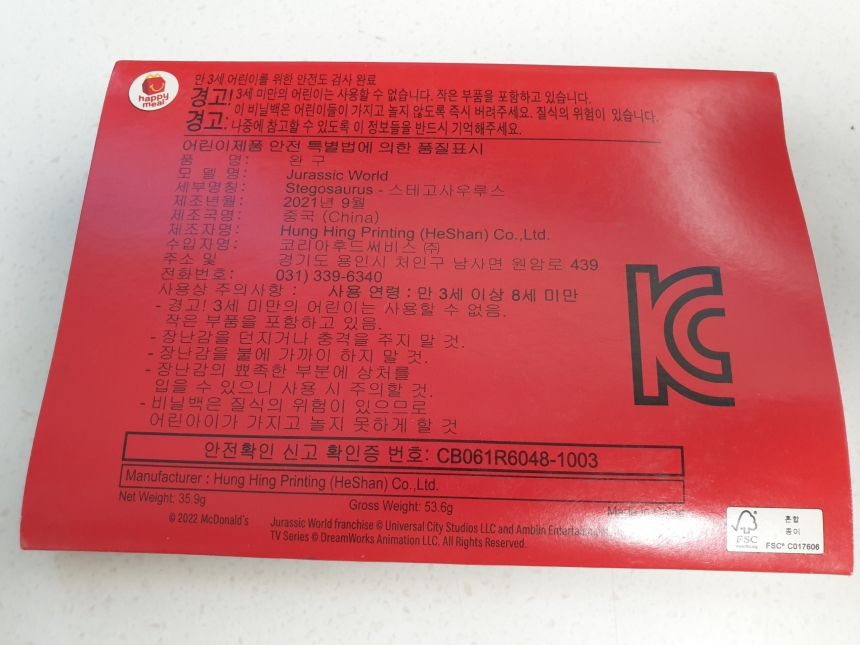 happy meal
만 3세 어린이를 위한 안전도 검사 완료
경고! 3세 미만의 어린이는 사용할 수 없습니다. 작은 부품을 포함하고 있습니다.
이 비닐백은 어린이들이 가지고 놀지 않도록 즉시 버려주세요. 질식의 위험이 있습니다.
경고: 나중에 참고할 수 있도록 이 정보들을 반드시 기억해주세요.
어린이제품 안전 특별법에 의한 품질표시
품 명: 완 구
모 델 명: Jurassic World
세부명칭: Stegosaurus - 스테고사우루스
제조년월: 2021년 9월
제조국명: 중국 (China)
제조자명: Hung Hing Printing (HeShan) Co.,Ltd.
수입자명: 코리아후드써비스 ㈜
주소 및 경기도 용인시 처인구 남사면 원암로 439
전화번호: 031) 339-6340
사용상 주의사항 : 사용 연령 : 만 3세 이상 8세 미만
- 경고! 3세 미만의 어린이는 사용할 수 없음.
작은 부품을 포함하고 있음.
- 장난감을 던지거나 충격을 주지 말 것.
- 장난감을 불에 가까이 하지 말 것.
- 장난감의 뾰족한 부분에 상처를
입을 수 있으니 사용 시 주의할 것.
- 비닐백은 질식의 위험이 있으므로
어린아이가 가지고 놀지 못하게 할 것
안전확인 신고 확인증 번호: CB061R6048-1003
Manufacturer : Hung Hing Printing (HeShan) Co.,Ltd.
Net Weight: 35.9g Gross Weight: 53.6g Made in China
© 2022 McDonald's Jurassic World franchise © Universal City Studios LLC and Amblin
TV Series © DreamWorks Animation LLC. All Rights Reserved.
KC
FSC
혼합
종이
FSC® C017606